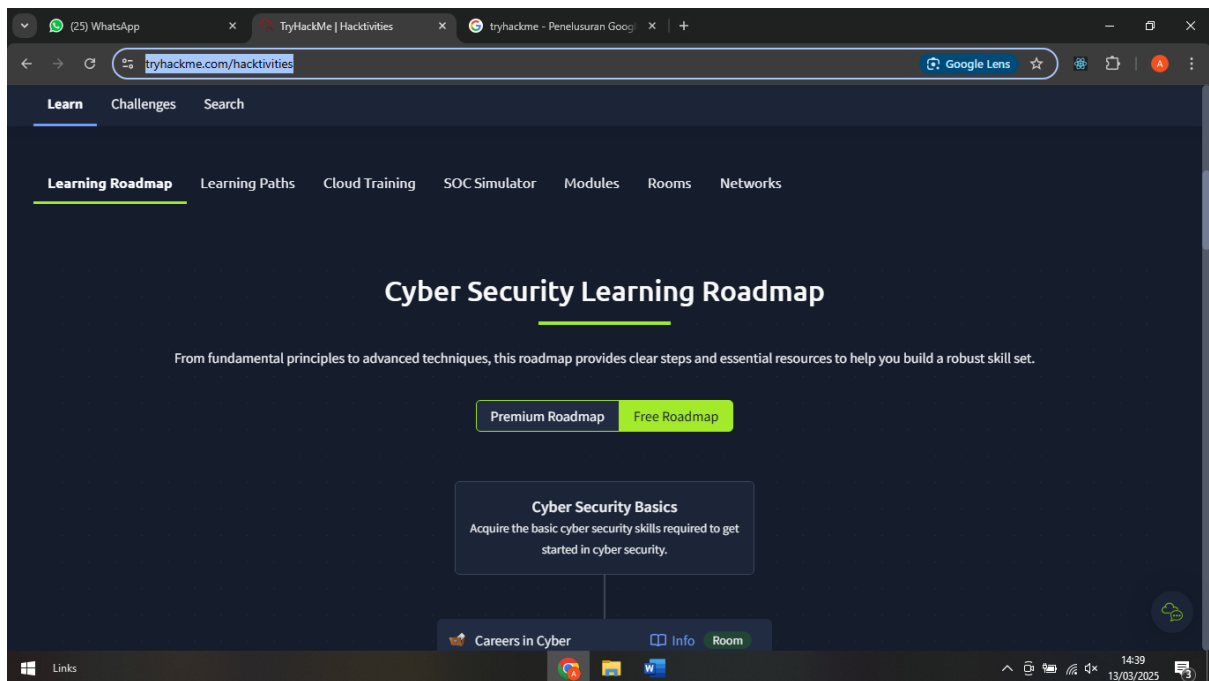 (25) WhatsApp
TryHackMe | Hacktivities
tryhackme - Penelusuran Goog
tryhackme.com/hacktivities
Google Lens
A
Learn Challenges Search
Learning Roadmap Learning Paths Cloud Training SOC Simulator Modules Rooms Networks
Cyber Security Learning Roadmap
From fundamental principles to advanced techniques, this roadmap provides clear steps and essential resources to help you build a robust skill set.
Premium Roadmap Free Roadmap
Cyber Security Basics
Acquire the basic cyber security skills required to get
started in cyber security.
Careers in Cyber Info Room
Links
W
14:39
13/03/2025
3